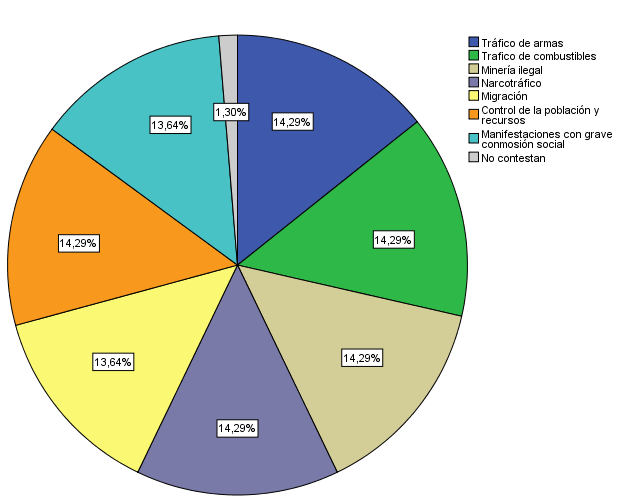 Tráfico de armas
Trafico de combustibles
Minería ilegal
Narcotráfico
Migración
Control de la población y
recursos
Manifestaciones con grave
conmosión social
No contestan
1,30%
14,29%
13,64%
14,29%
14,29%
14,29%
13,64%
14,29%